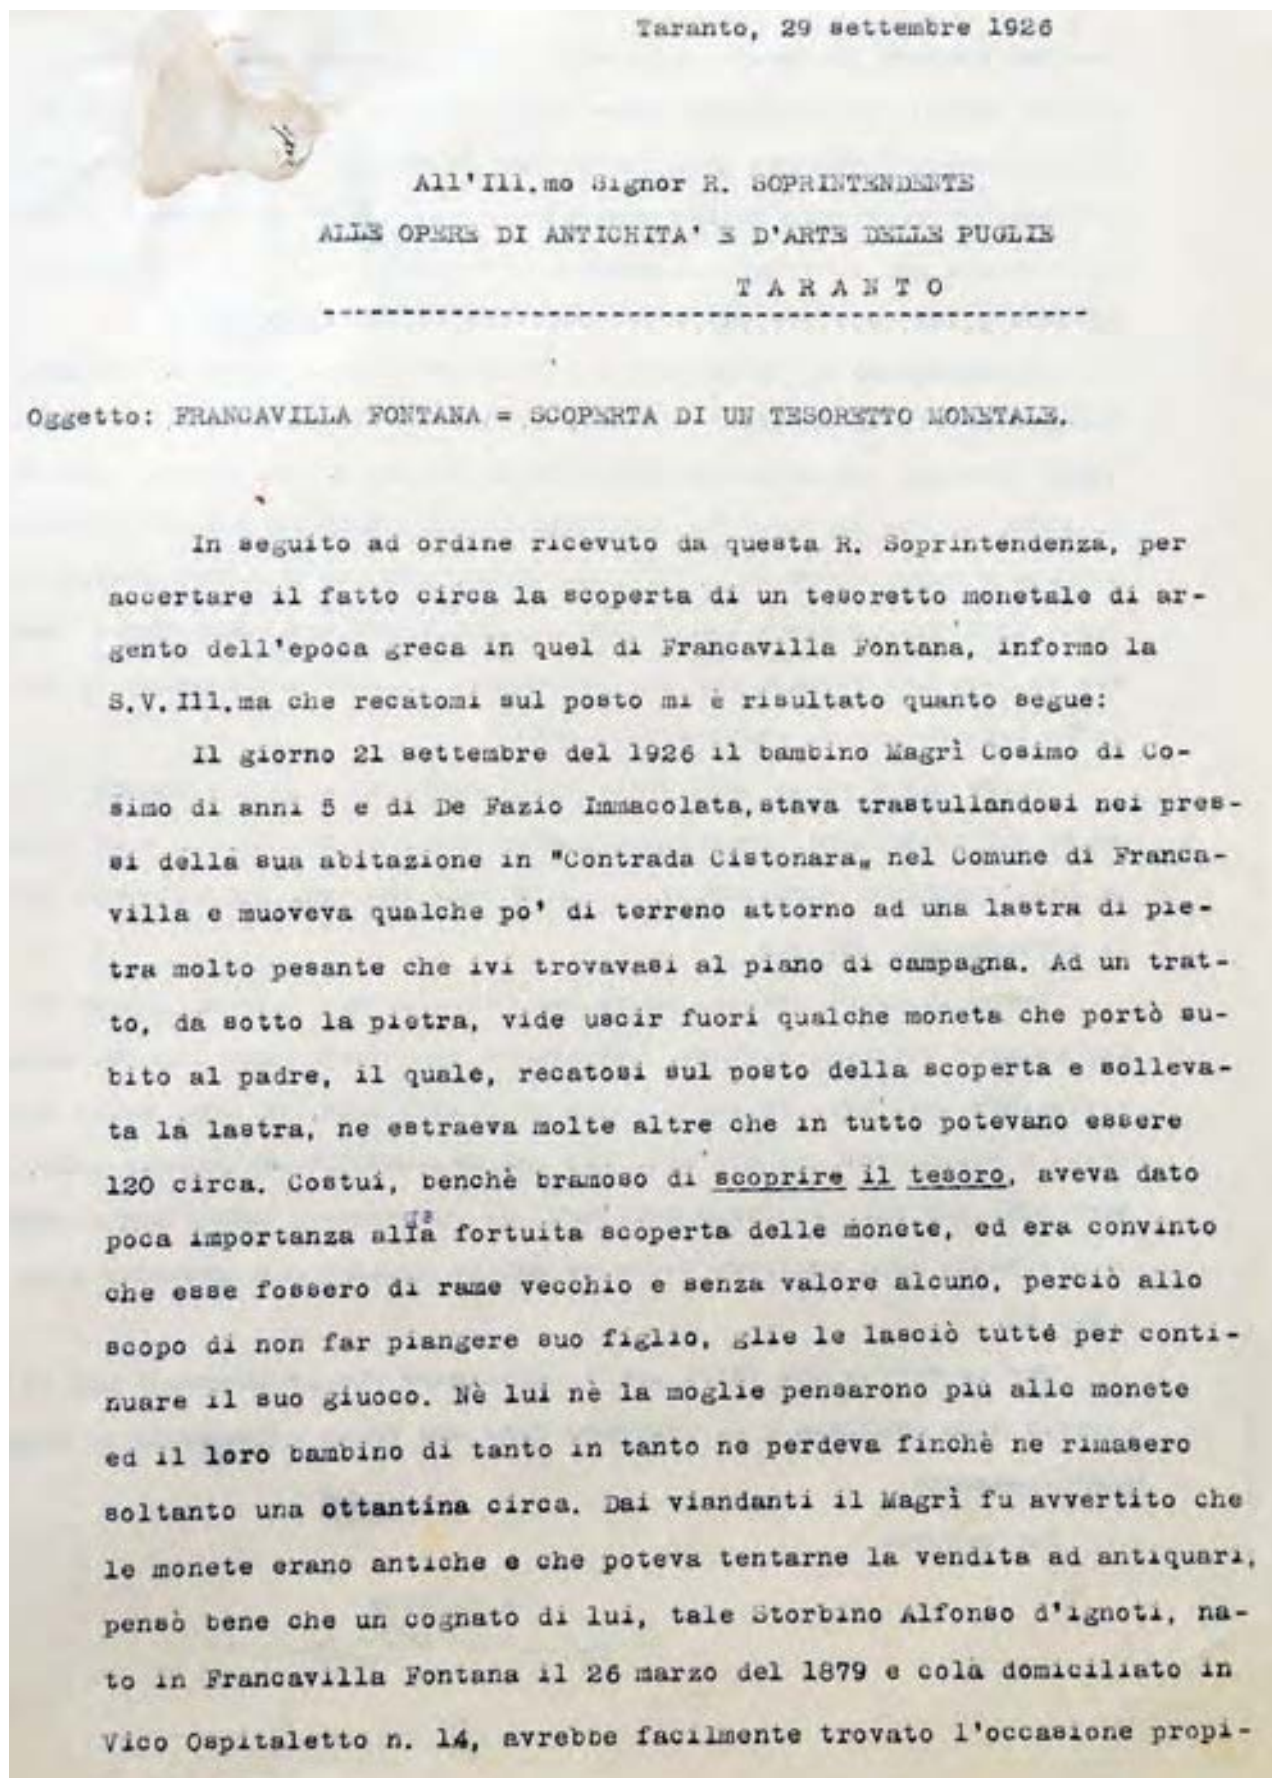 Taranto, 29 settembre 1926
All'Ill.mo Signor R. SOPRINTENDENTE
ALLE OPERE DI ANTICHITA' E D'ARTE DELLE PUGLIE
T A R A N T O
Oggetto: FRANCAVILLA FONTANA = SCOPERTA DI UN TESORETTO MONETALE.
In seguito ad ordine ricevuto da questa R. Soprintendenza, per
accertare il fatto circa la scoperta di un tesoretto monetale di ar-
gento dell'epoca greca in quel di Francavilla Fontana, informo la
S.V.Ill.ma che recatomi sul posto mi è risultato quanto segue:
Il giorno 21 settembre del 1926 il bambino Magrì Cosimo di Co-
simo di anni 5 e di De Fazio Immacolata,stava trastullandosi nei pres-
si della sua abitazione in "Contrada Cistonara„ nel Comune di Franca-
villa e muoveva qualche po' di terreno attorno ad una lastra di pie-
tra molto pesante che ivi trovavasi al piano di campagna. Ad un trat-
to, da sotto la pietra, vide uscir fuori qualche moneta che portò su-
bito al padre, il quale, recatosi sul posto della scoperta e solleva-
ta la lastra, ne estraeva molte altre che in tutto potevano essere
120 circa. Costui, benchè bramoso di scoprire il tesoro, aveva dato
poca importanza alla fortuita scoperta delle monete, ed era convinto
che esse fossero di rame vecchio e senza valore alcuno, perciò allo
scopo di non far piangere suo figlio, glie le lasciò tutte per conti-
nuare il suo giuoco. Nè lui nè la moglie pensarono più alle monete
ed il loro bambino di tanto in tanto ne perdeva finchè ne rimasero
soltanto una ottantina circa. Dai viandanti il Magrì fu avvertito che
le monete erano antiche e che poteva tentarne la vendita ad antiquari,
pensò bene che un cognato di lui, tale Storbino Alfonso d'ignoti, na-
to in Francavilla Fontana il 26 marzo del 1879 e colà domiciliato in
Vico Ospitaletto n. 14, avrebbe facilmente trovato l'occasione propi-